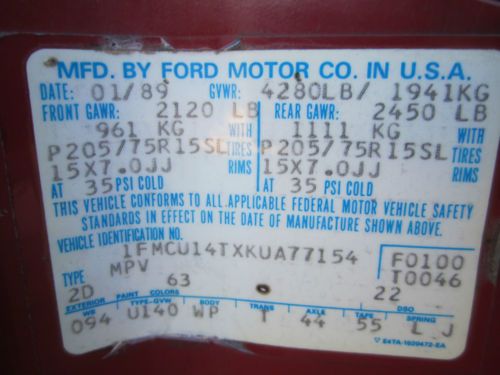 MFD. BY FORD MOTOR CO. IN U.S.A.
DATE: 01/89 GVWR: 4280LB/ 1941KG
FRONT GAWR: 2120 LB REAR GAWR: 2450 LB
961 KG WITH 1111 KG WITH
P205/75R15SL TIRES P205/75R15SL TIRES
15X7.0JJ RIMS 15X7.0JJ RIMS
AT 35 PSI COLD AT 35 PSI COLD
THIS VEHICLE CONFORMS TO ALL APPLICABLE FEDERAL MOTOR VEHICLE SAFETY
STANDARDS IN EFFECT ON THE DATE OF MANUFACTURE SHOWN ABOVE.
VEHICLE IDENTIFICATION NO.
1FMCU14TXKUA77154 F0100
TYPE MPV T0046
2D 63 22
EXTERIOR PAINT COLORS DSO
WB TYPE-GVW BODY TRANS AXLE TAPE SPRING
094 U140 WP T 44 55 L J
E4TA-1520472-EA